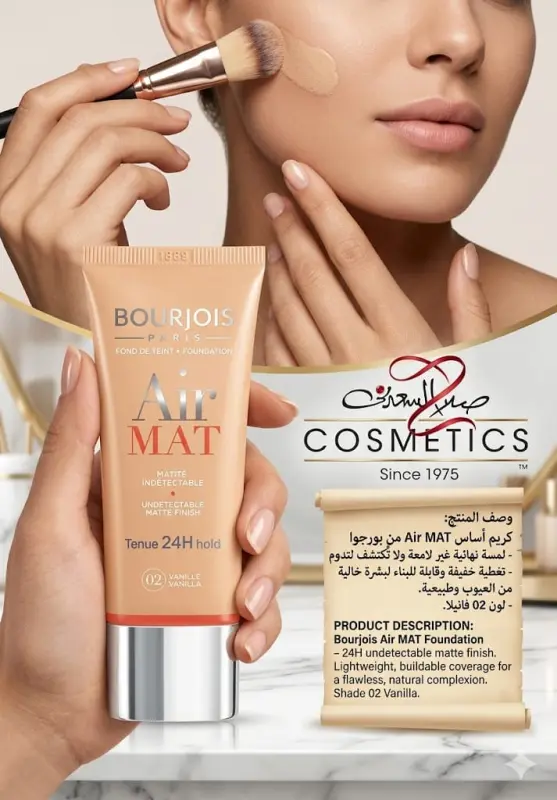 1889
BOURJOIS
PARIS
FOND DE TEINT • FOUNDATION
Air
MAT
MATITÉ
INDÉTECTABLE
UNDETECTABLE
MATTE FINISH
Tenue 24H hold
02 VANILLE
VANILLA
COSMETICS
TM
Since 1975
وصف المنتج:
كريم أساس Air MAT من بورجوا
- لمسة نهائية غير لامعة ولا تُكتشف لتدوم
- تغطية خفيفة وقابلة للبناء لبشرة خالية
من العيوب وطبيعية.
- لون 02 فانيلا.
PRODUCT DESCRIPTION:
Bourjois Air MAT Foundation
– 24H undetectable matte finish.
Lightweight, buildable coverage for
a flawless, natural complexion.
Shade 02 Vanilla.